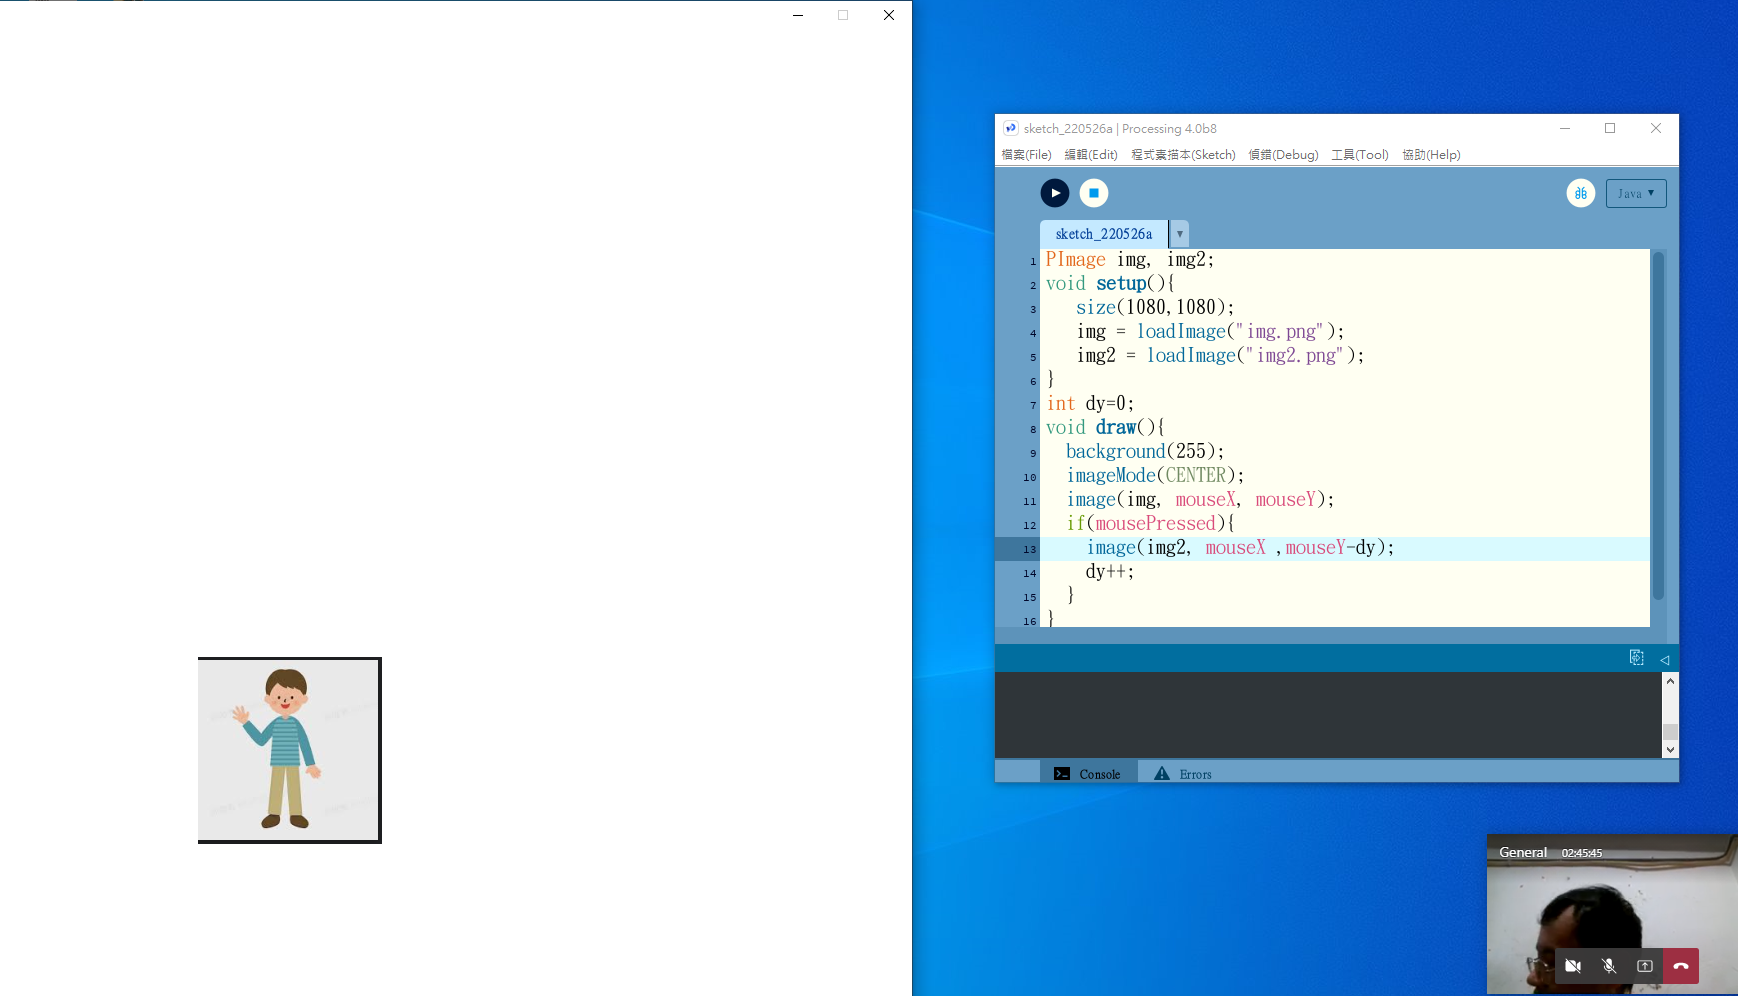 sketch_220526a | Processing 4.0b8
檔案(File) 編輯(Edit) 程式素描本(Sketch) 偵錯(Debug) 工具(Tool) 協助(Help)
Java ▼
sketch_220526a ▼
1 PImage img, img2;
2 void setup(){
3 size(1080,1080);
4 img = loadImage("img.png");
5 img2 = loadImage("img2.png");
6 }
7 int dy=0;
8 void draw(){
9 background(255);
10 imageMode(CENTER);
11 image(img, mouseX, mouseY);
12 if(mousePressed){
13 image(img2, mouseX ,mouseY-dy);
14 dy++;
15 }
16 }
Console Errors
General 02:45:45